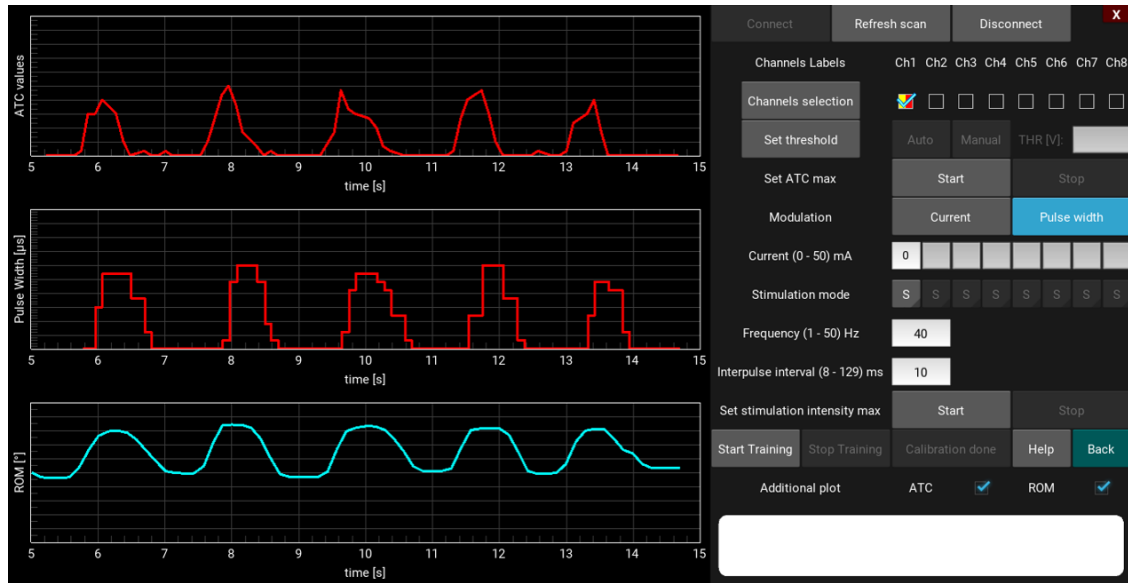 ATC values
5 6 7 8 9 10 11 12 13 14 15
time [s]
Pulse Width [µs]
5 6 7 8 9 10 11 12 13 14 15
time [s]
ROM [°]
5 6 7 8 9 10 11 12 13 14 15
time [s]
Connect Refresh scan Disconnect X
Channels Labels Ch1 Ch2 Ch3 Ch4 Ch5 Ch6 Ch7 Ch8
Channels selection
Set threshold Auto Manual THR [V]:
Set ATC max Start Stop
Modulation Current Pulse width
Current (0 - 50) mA 0
Stimulation mode S S S S S S S S
Frequency (1 - 50) Hz 40
Interpulse interval (8 - 129) ms 10
Set stimulation intensity max Start Stop
Start Training Stop Training Calibration done Help Back
Additional plot ATC ROM